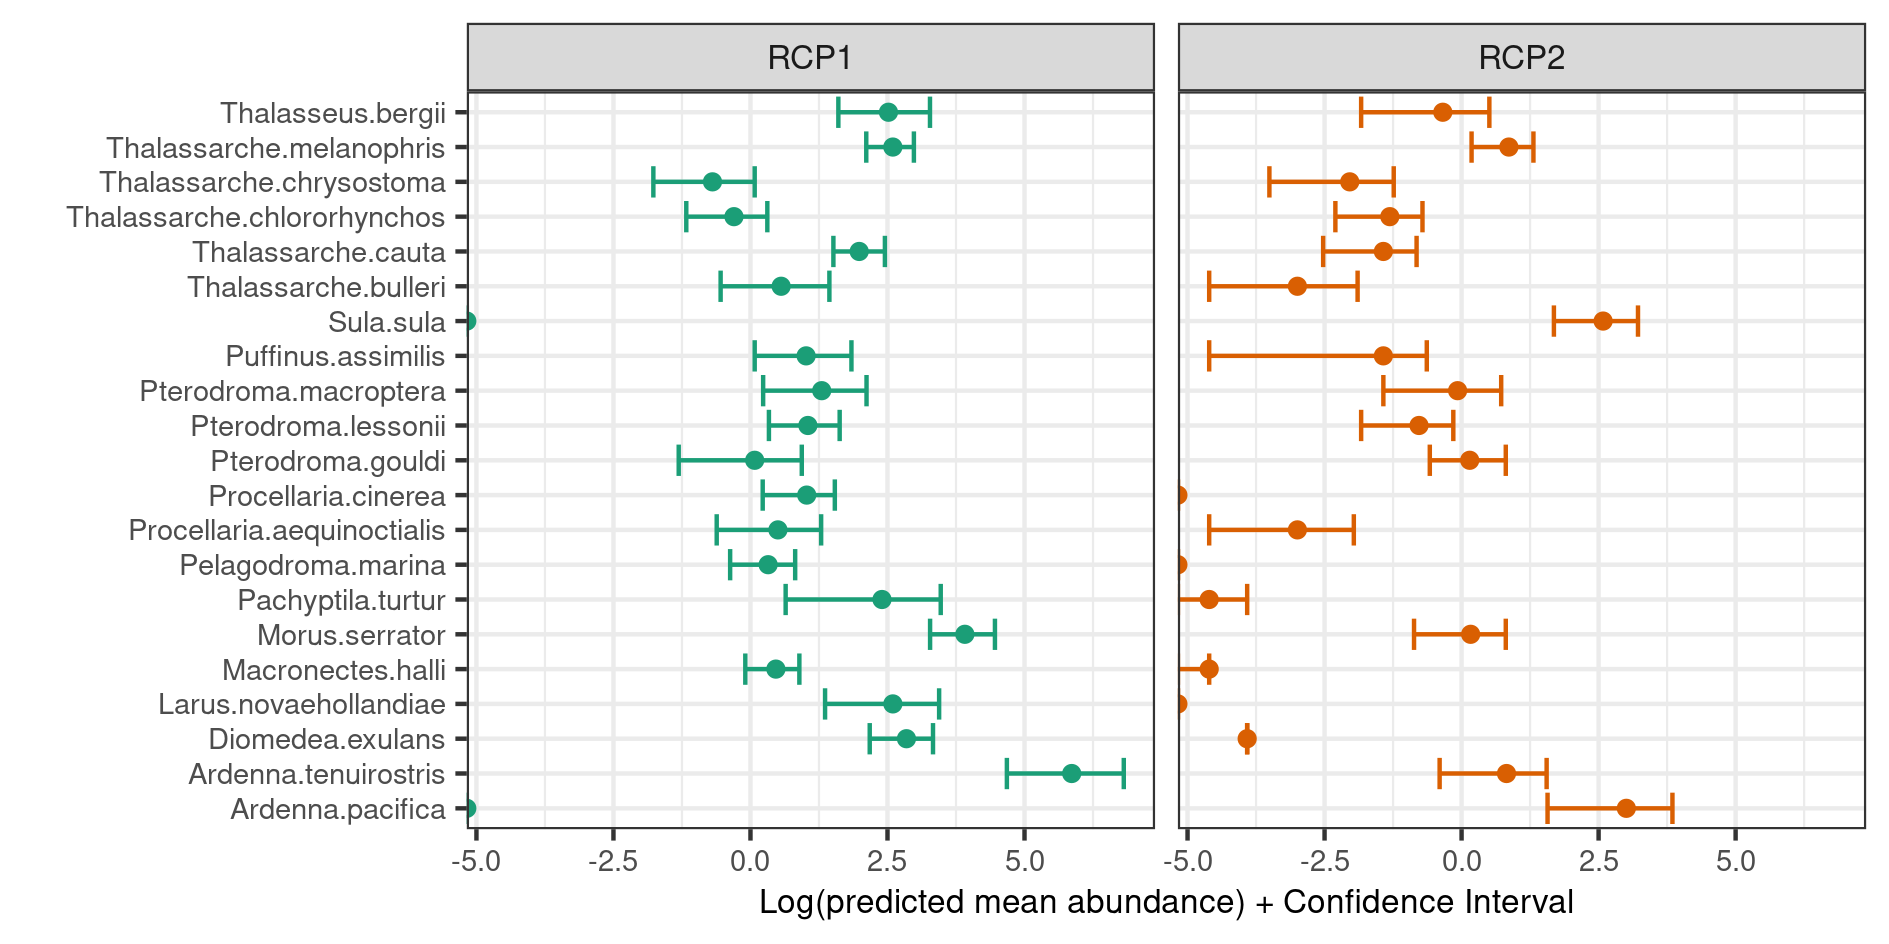 RCP1
RCP2
Thalasseus.bergii
Thalassarche.melanophris
Thalassarche.chrysostoma
Thalassarche.chlororhynchos
Thalassarche.cauta
Thalassarche.bulleri
Sula.sula
Puffinus.assimilis
Pterodroma.macroptera
Pterodroma.lessonii
Pterodroma.gouldi
Procellaria.cinerea
Procellaria.aequinoctialis
Pelagodroma.marina
Pachyptila.turtur
Morus.serrator
Macronectes.halli
Larus.novaehollandiae
Diomedea.exulans
Ardenna.tenuirostris
Ardenna.pacifica
-5.0 -2.5 0.0 2.5 5.0
-5.0 -2.5 0.0 2.5 5.0
Log(predicted mean abundance) + Confidence Interval